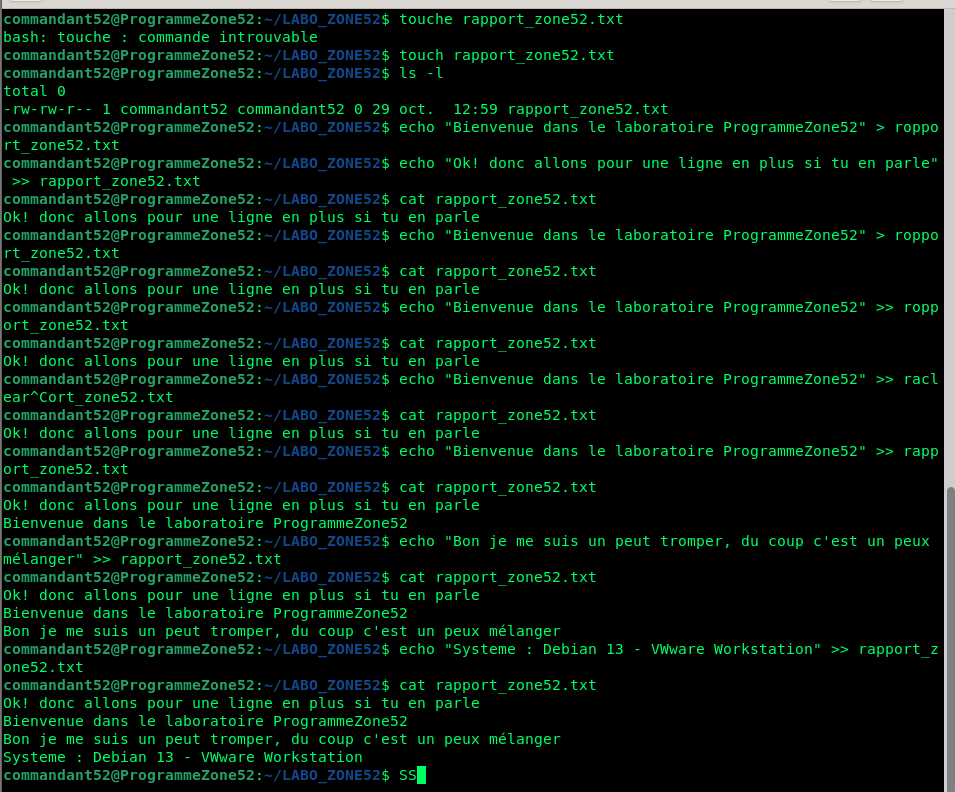 commandant52@ProgrammeZone52:~/LABO_ZONE52$ touche rapport_zone52.txt
bash: touche : commande introuvable
commandant52@ProgrammeZone52:~/LABO_ZONE52$ touch rapport_zone52.txt
commandant52@ProgrammeZone52:~/LABO_ZONE52$ ls -l
total 0
-rw-rw-r-- 1 commandant52 commandant52 0 29 oct.  12:59 rapport_zone52.txt
commandant52@ProgrammeZone52:~/LABO_ZONE52$ echo "Bienvenue dans le laboratoire ProgrammeZone52" > roppo
rt_zone52.txt
commandant52@ProgrammeZone52:~/LABO_ZONE52$ echo "Ok! donc allons pour une ligne en plus si tu en parle"
 >> rapport_zone52.txt
commandant52@ProgrammeZone52:~/LABO_ZONE52$ cat rapport_zone52.txt
Ok! donc allons pour une ligne en plus si tu en parle
commandant52@ProgrammeZone52:~/LABO_ZONE52$ echo "Bienvenue dans le laboratoire ProgrammeZone52" > roppo
rt_zone52.txt
commandant52@ProgrammeZone52:~/LABO_ZONE52$ cat rapport_zone52.txt
Ok! donc allons pour une ligne en plus si tu en parle
commandant52@ProgrammeZone52:~/LABO_ZONE52$ echo "Bienvenue dans le laboratoire ProgrammeZone52" >> ropp
ort_zone52.txt
commandant52@ProgrammeZone52:~/LABO_ZONE52$ cat rapport_zone52.txt
Ok! donc allons pour une ligne en plus si tu en parle
commandant52@ProgrammeZone52:~/LABO_ZONE52$ echo "Bienvenue dans le laboratoire ProgrammeZone52" >> racl
ear^Cort_zone52.txt
commandant52@ProgrammeZone52:~/LABO_ZONE52$ cat rapport_zone52.txt
Ok! donc allons pour une ligne en plus si tu en parle
commandant52@ProgrammeZone52:~/LABO_ZONE52$ echo "Bienvenue dans le laboratoire ProgrammeZone52" >> rapp
ort_zone52.txt
commandant52@ProgrammeZone52:~/LABO_ZONE52$ cat rapport_zone52.txt
Ok! donc allons pour une ligne en plus si tu en parle
Bienvenue dans le laboratoire ProgrammeZone52
commandant52@ProgrammeZone52:~/LABO_ZONE52$ echo "Bon je me suis un peut tromper, du coup c'est un peux
mélanger" >> rapport_zone52.txt
commandant52@ProgrammeZone52:~/LABO_ZONE52$ cat rapport_zone52.txt
Ok! donc allons pour une ligne en plus si tu en parle
Bienvenue dans le laboratoire ProgrammeZone52
Bon je me suis un peut tromper, du coup c'est un peux mélanger
commandant52@ProgrammeZone52:~/LABO_ZONE52$ echo "Systeme : Debian 13 - VWware Workstation" >> rapport_z
one52.txt
commandant52@ProgrammeZone52:~/LABO_ZONE52$ cat rapport_zone52.txt
Ok! donc allons pour une ligne en plus si tu en parle
Bienvenue dans le laboratoire ProgrammeZone52
Bon je me suis un peut tromper, du coup c'est un peux mélanger
Systeme : Debian 13 - VWware Workstation
commandant52@ProgrammeZone52:~/LABO_ZONE52$ SS